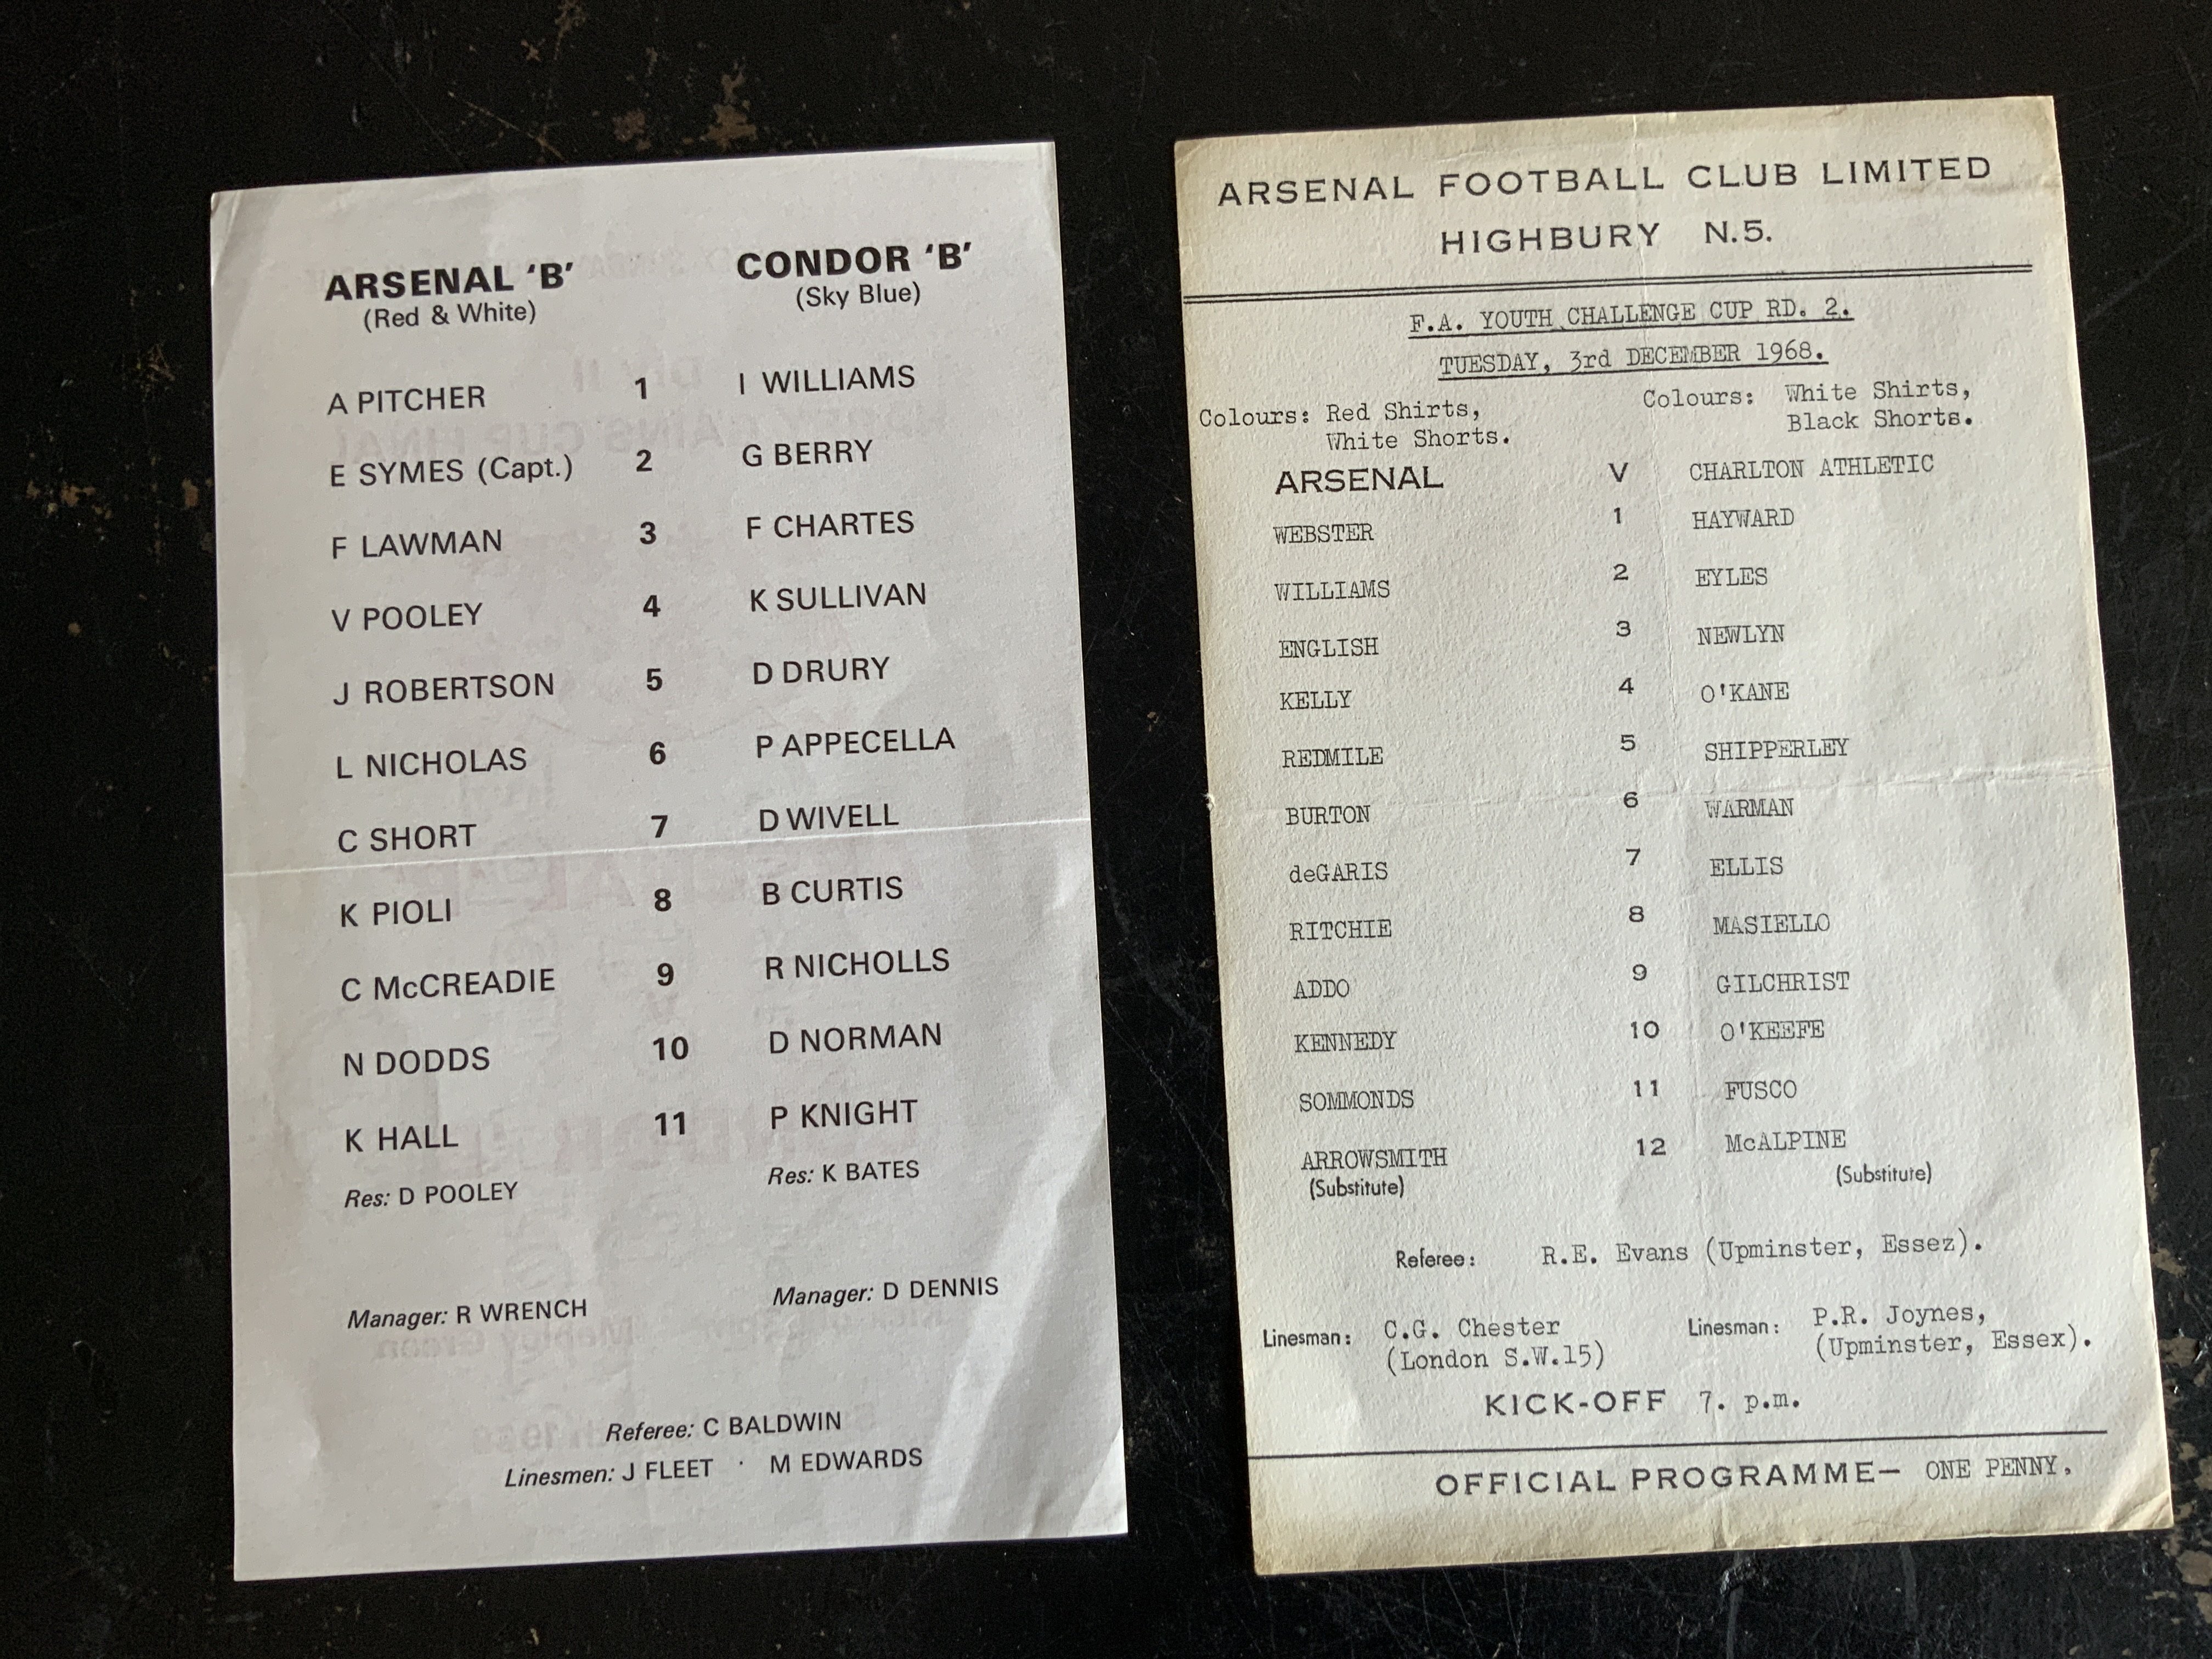 ARSENAL 'B' CONDOR 'B'
(Red & White) (Sky Blue)
A PITCHER 1 I WILLIAMS
E SYMES (Capt.) 2 G BERRY
F LAWMAN 3 F CHARTES
V POOLEY 4 K SULLIVAN
J ROBERTSON 5 D DRURY
L NICHOLAS 6 P APPECELLA
C SHORT 7 D WIVELL
K PIOLI 8 B CURTIS
C McCREADIE 9 R NICHOLLS
N DODDS 10 D NORMAN
K HALL 11 P KNIGHT
Res: D POOLEY Res: K BATES
Manager: R WRENCH Manager: D DENNIS
Referee: C BALDWIN
Linesmen: J FLEET · M EDWARDS
ARSENAL FOOTBALL CLUB LIMITED
HIGHBURY N.5.
F.A. YOUTH CHALLENGE CUP RD. 2.
TUESDAY, 3rd DECEMBER 1968.
Colours: Red Shirts, Colours: White Shirts,
White Shorts. Black Shorts.
ARSENAL V CHARLTON ATHLETIC
WEBSTER 1 HAYWARD
WILLIAMS 2 EYLES
ENGLISH 3 NEWLYN
KELLY 4 O'KANE
REDMILE 5 SHIPPERLEY
BURTON 6 WARMAN
deGARIS 7 ELLIS
RITCHIE 8 MASIELLO
ADDO 9 GILCHRIST
KENNEDY 10 O'KEEFE
SOMMONDS 11 FUSCO
ARROWSMITH 12 McALPINE
(Substitute) (Substitute)
Referee: R.E. Evans (Upminster, Essez).
Linesman: C.G. Chester Linesman: P.R. Joynes,
(London S.W.15) (Upminster, Essex).
KICK-OFF 7. p.m.
OFFICIAL PROGRAMME— ONE PENNY.